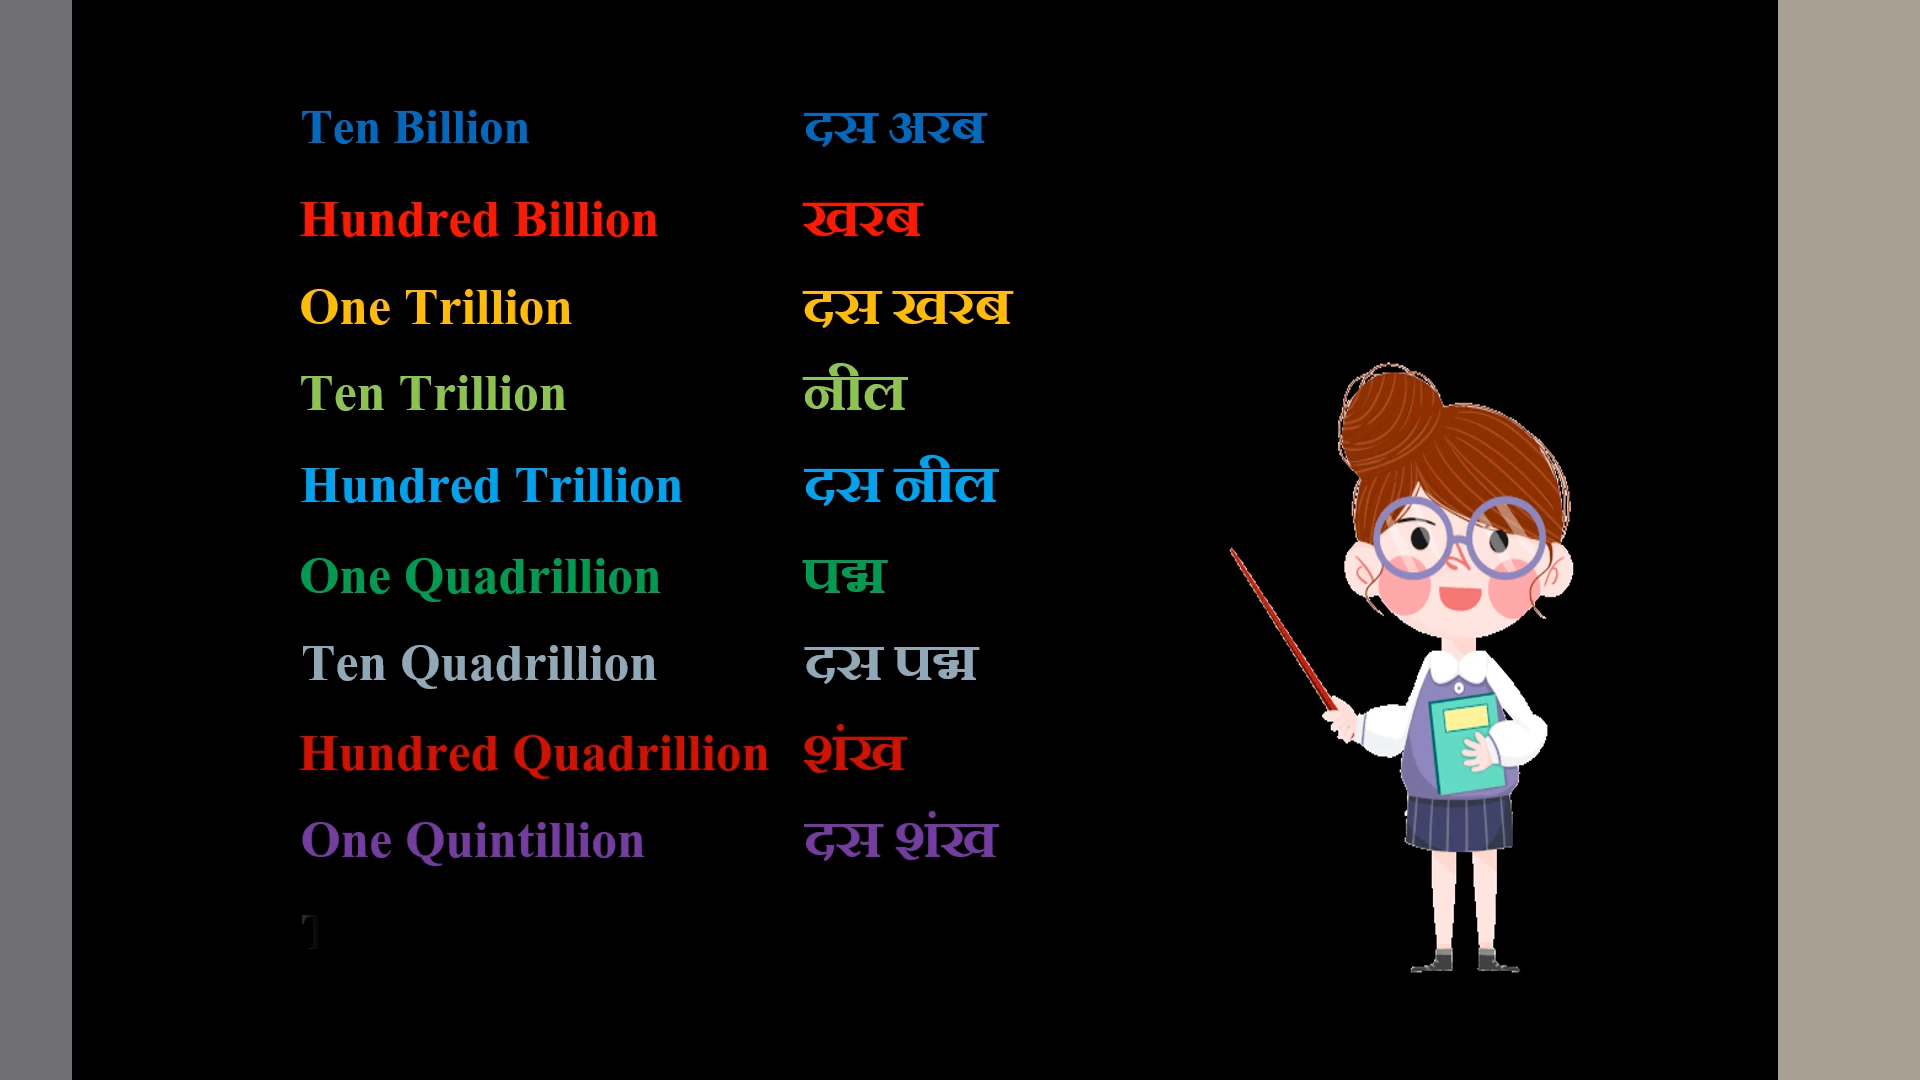 Ten Billion दस अरब
Hundred Billion खरब
One Trillion दस खरब
Ten Trillion नील
Hundred Trillion दस नील
One Quadrillion पद्म
Ten Quadrillion दस पद्म
Hundred Quadrillion शंख
One Quintillion दस शंख